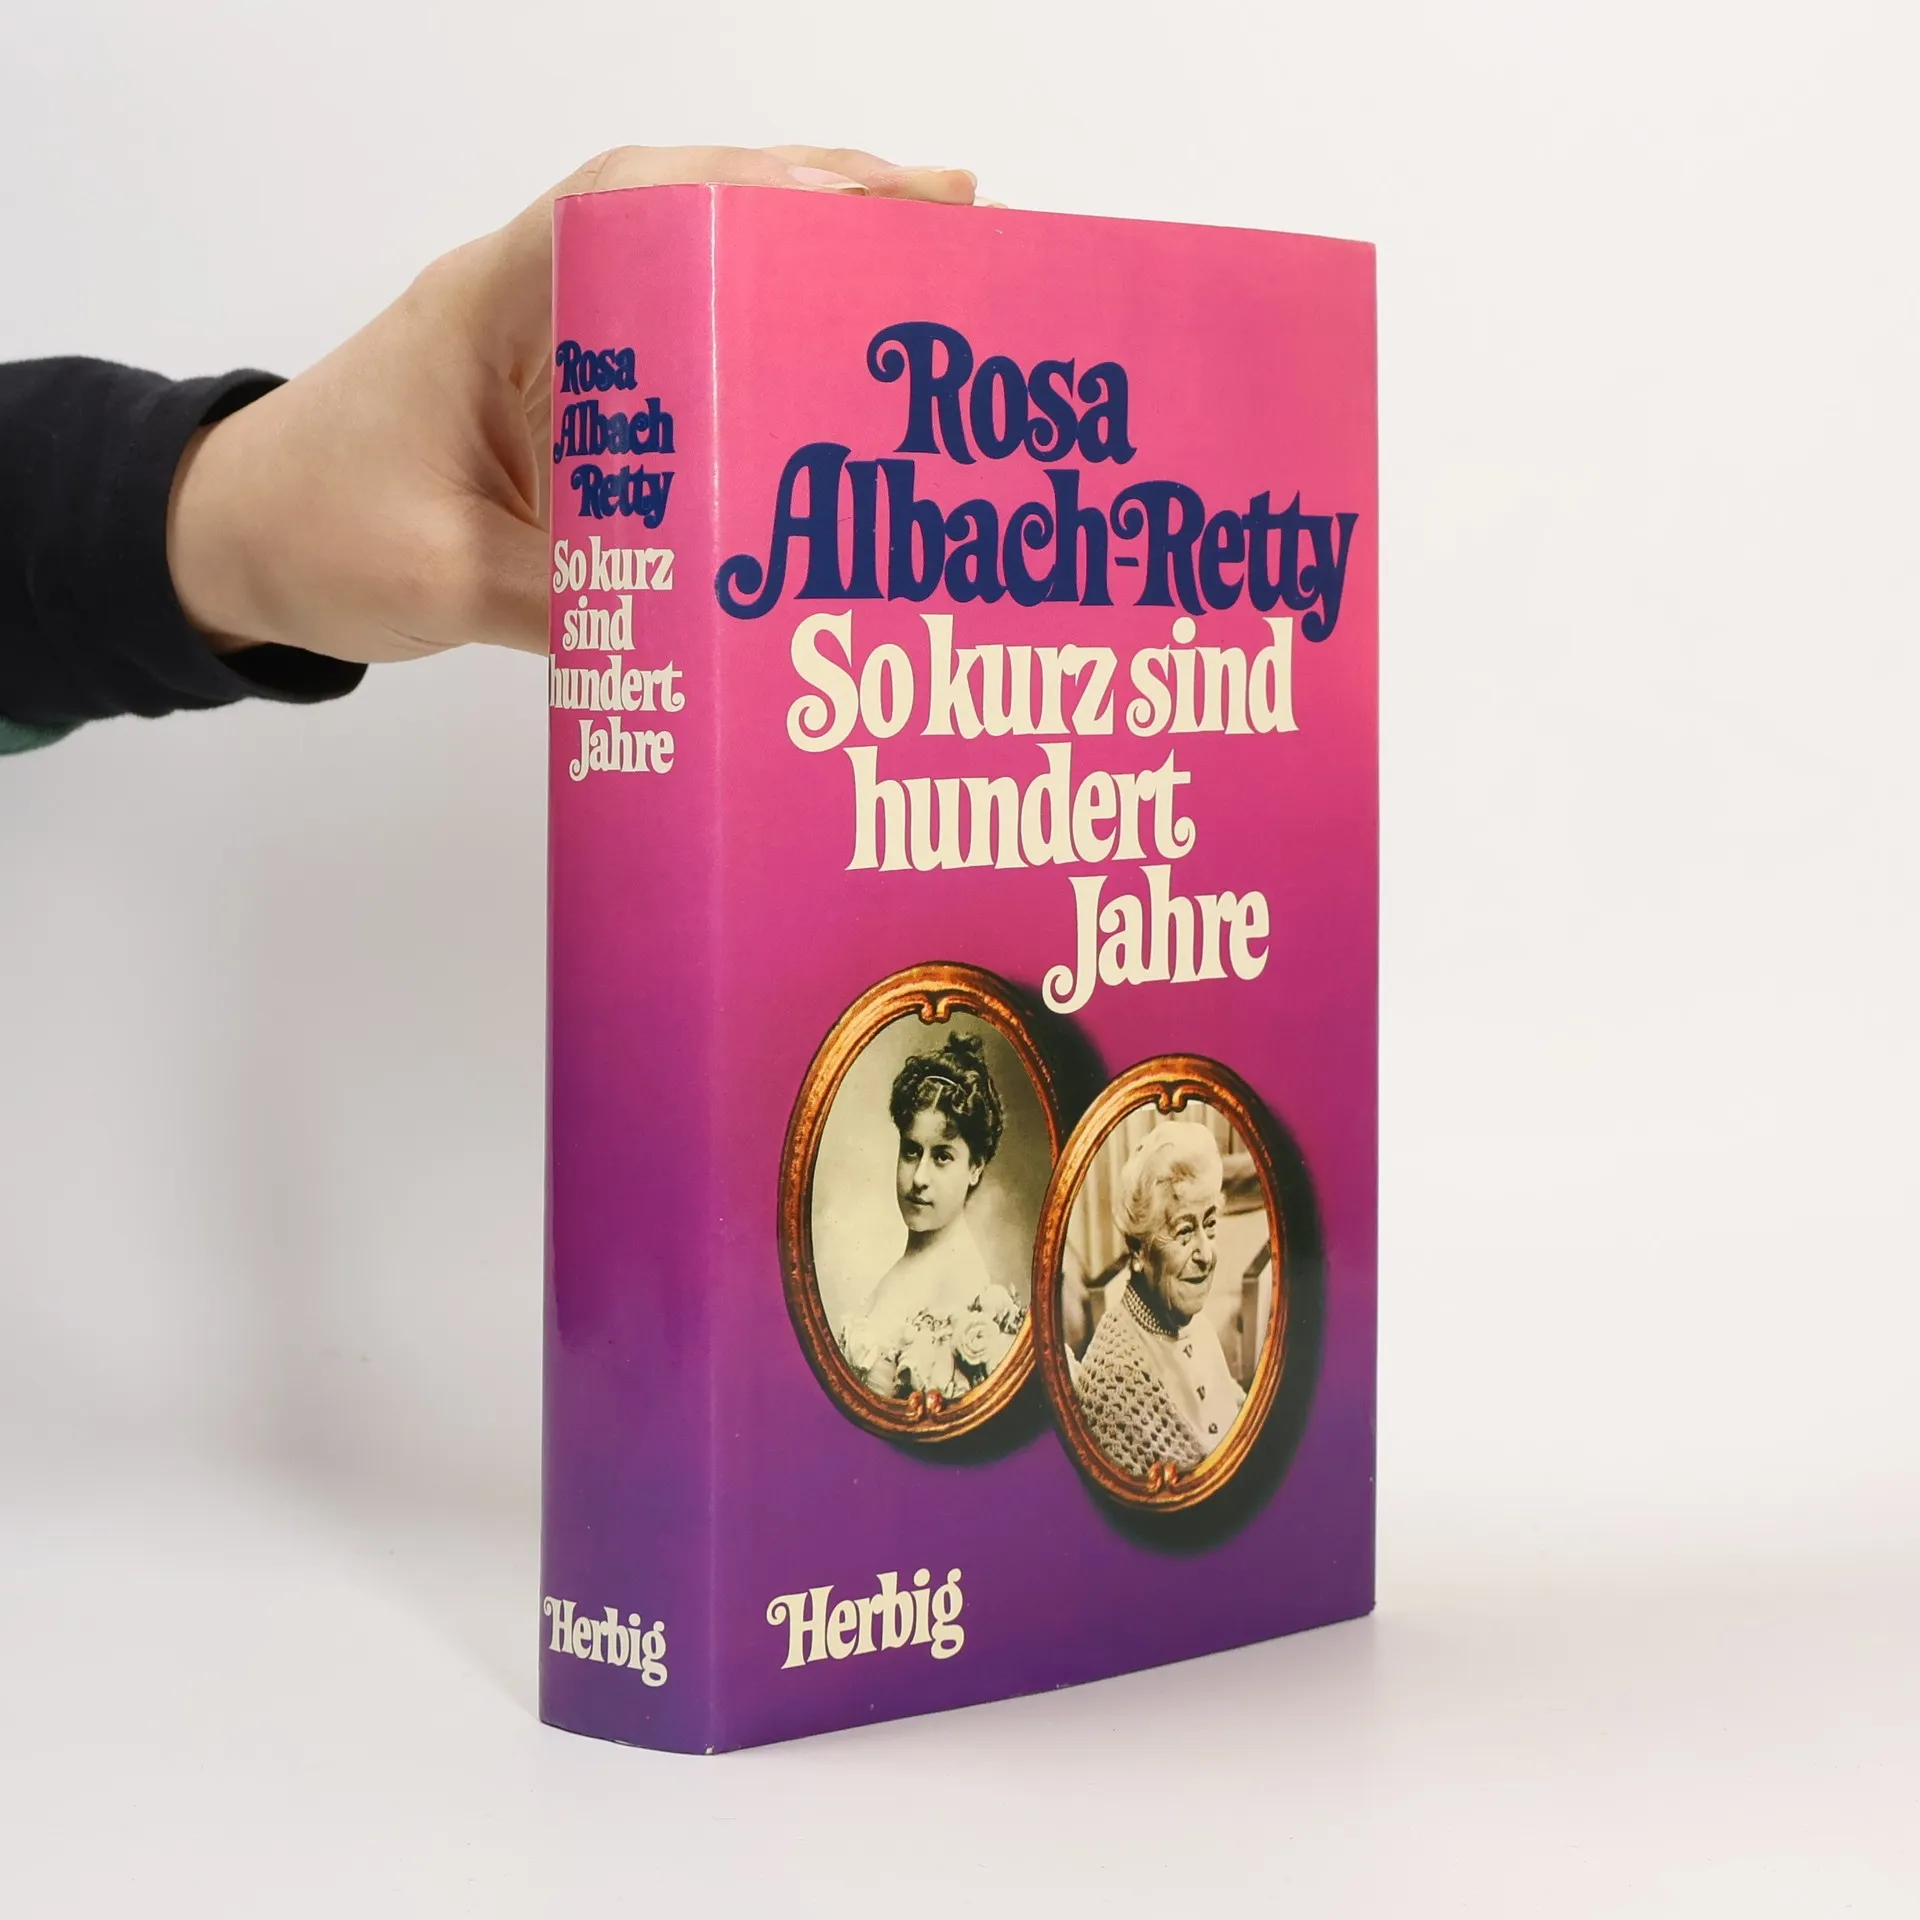 Rosa
Albach
Retty
So kurz
sind
hundert
Jahre
Herbig
Rosa
Albach-Retty
So kurz sind
hundert
Jahre
Herbig